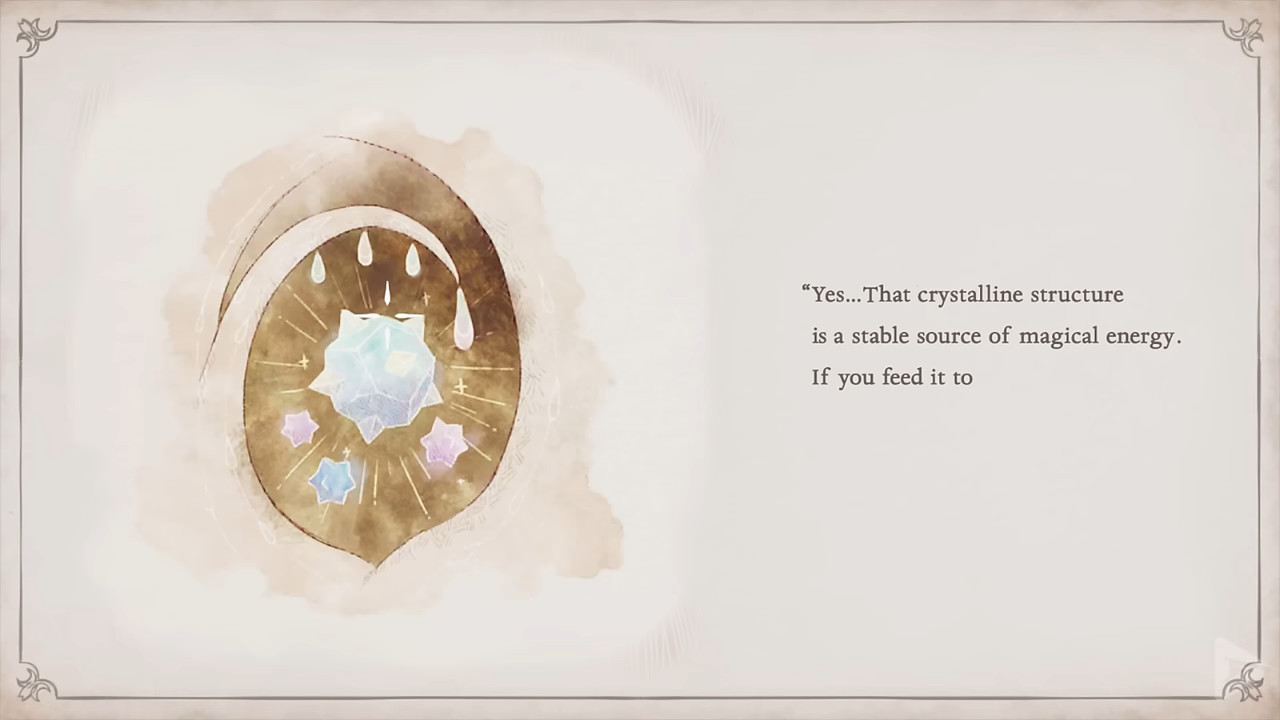 “Yes...That crystalline structure
is a stable source of magical energy.
If you feed it to